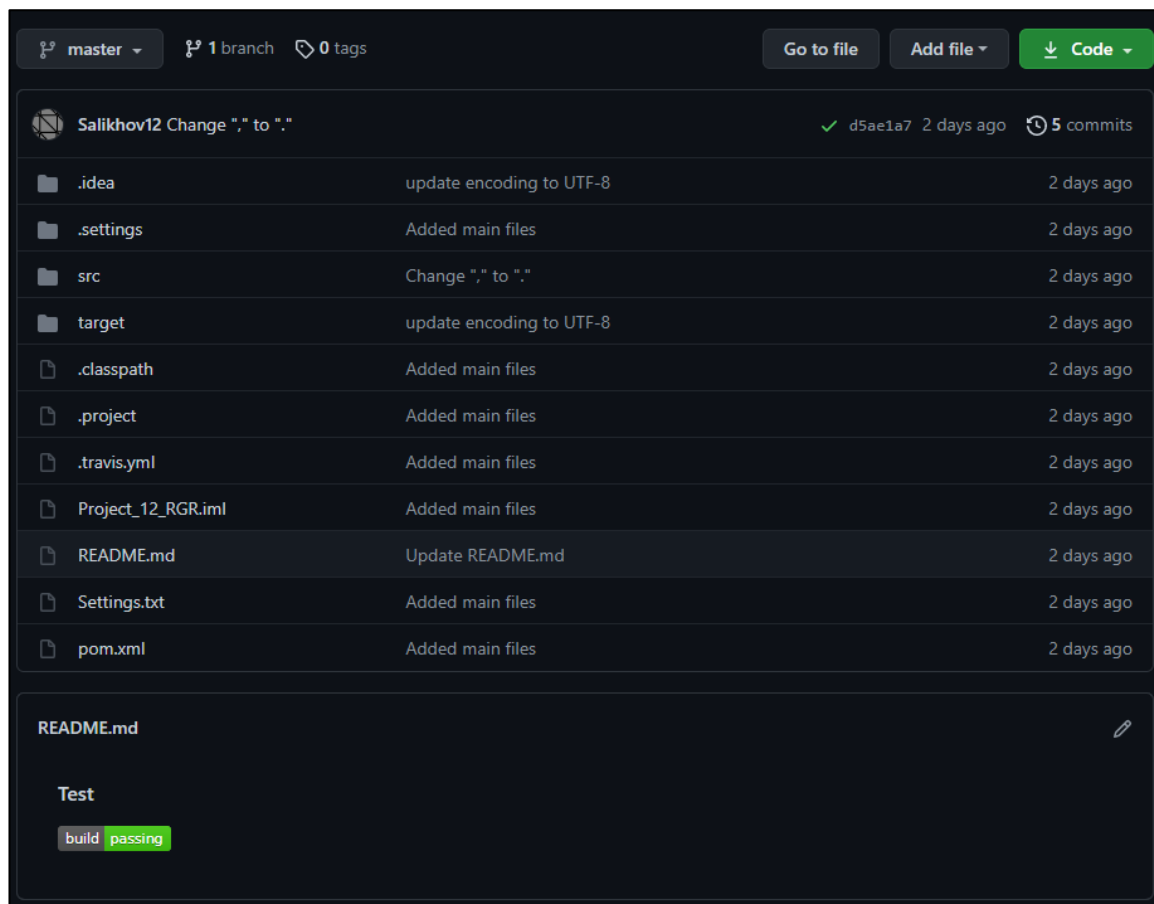 master 1 branch 0 tags Go to file Add file Code
Salikhov12 Change "," to "." d5ae1a7 2 days ago 5 commits
.idea update encoding to UTF-8 2 days ago
.settings Added main files 2 days ago
src Change "," to "." 2 days ago
target update encoding to UTF-8 2 days ago
.classpath Added main files 2 days ago
.project Added main files 2 days ago
.travis.yml Added main files 2 days ago
Project_12_RGR.iml Added main files 2 days ago
README.md Update README.md 2 days ago
Settings.txt Added main files 2 days ago
pom.xml Added main files 2 days ago
README.md
Test
build passing